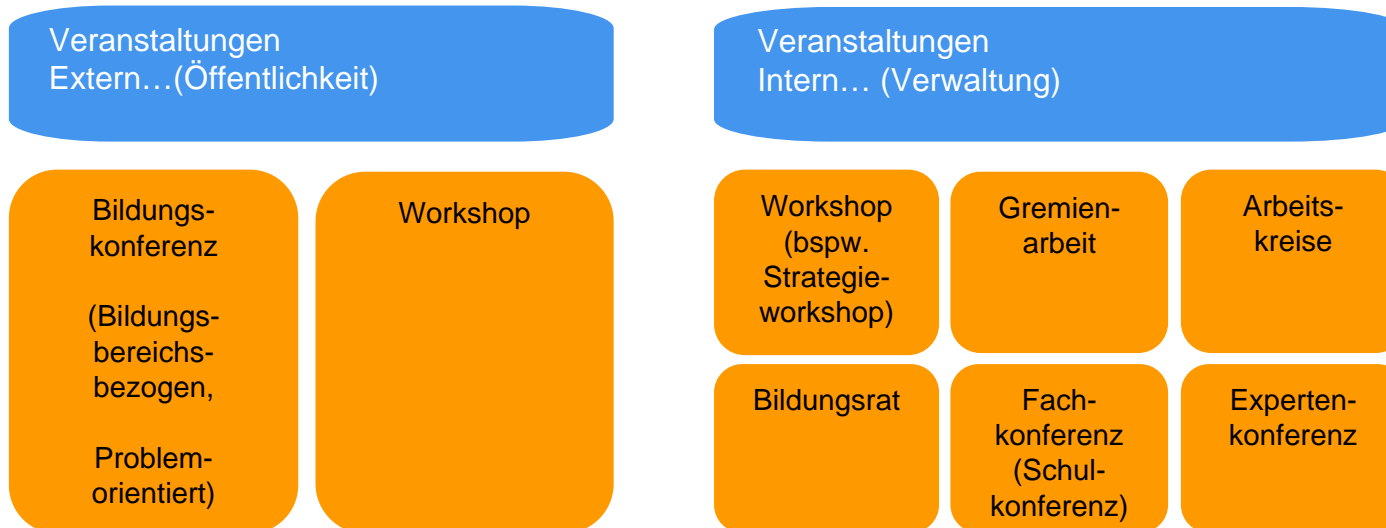 Veranstaltungen
Extern…(Öffentlichkeit)
Bildungs-
konferenz
(Bildungs-
bereichs-
bezogen,
Problem-
orientiert)
Workshop
Veranstaltungen
Intern… (Verwaltung)
Workshop
(bspw.
Strategie-
workshop)
Gremien-
arbeit
Arbeits-
kreise
Bildungsrat
Fach-
konferenz
(Schul-
konferenz)
Experten-
konferenz